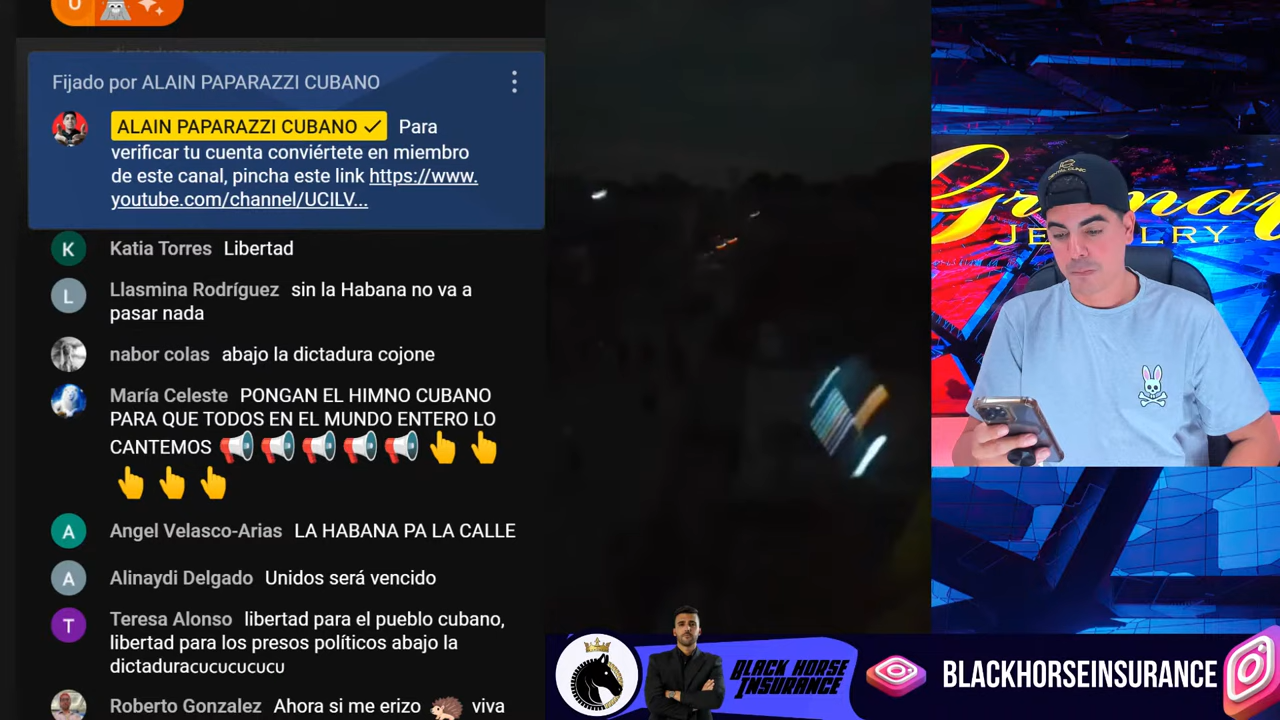 U
Fijado por ALAIN PAPARAZZI CUBANO
ALAIN PAPARAZZI CUBANO Para
verificar tu cuenta conviértete en miembro
de este canal, pincha este link https://www.
youtube.com/channel/UCILV...
K Katia Torres Libertad
L Llasmina Rodríguez sin la Habana no va a
pasar nada
nabor colas abajo la dictadura cojone
María Celeste PONGAN EL HIMNO CUBANO
PARA QUE TODOS EN EL MUNDO ENTERO LO
CANTEMOS 📢📢📢📢📢👆👆
👆👆👆
A Angel Velasco-Arias LA HABANA PA LA CALLE
A Alinaydi Delgado Unidos será vencido
T Teresa Alonso libertad para el pueblo cubano,
libertad para los presos políticos abajo la
dictaduracucucucucu
Roberto Gonzalez Ahora si me erizo 🦔 viva
JEWELRY
BLACK HORSE
INSURANCE
BLACKHORSEINSURANCE